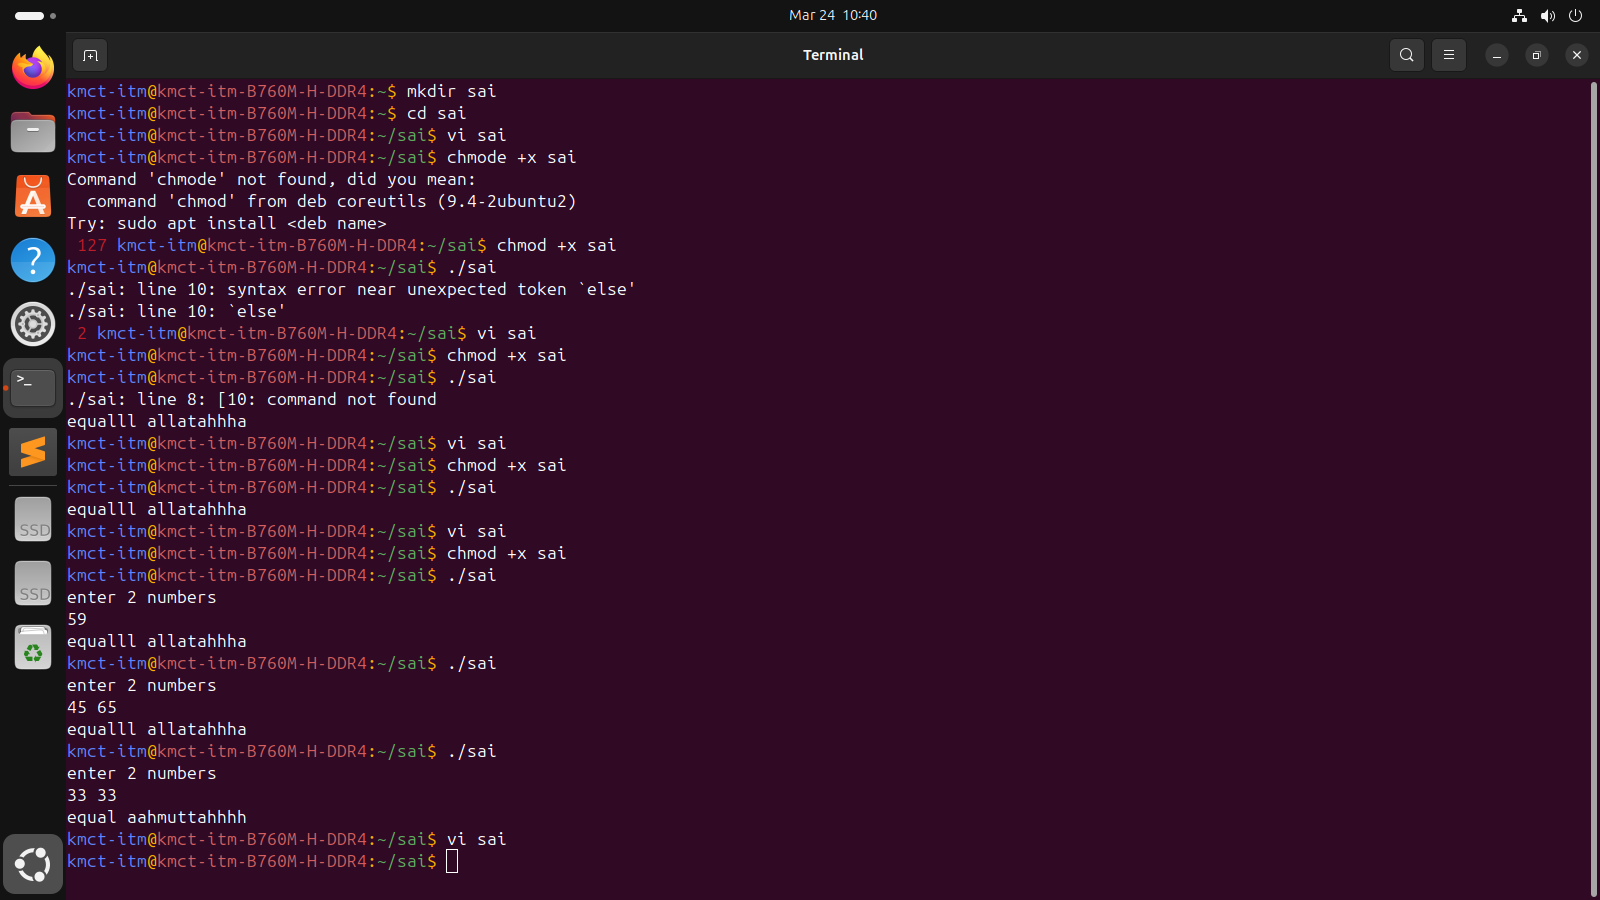 Mar 24 10:40
Terminal
kmct-itm@kmct-itm-B760M-H-DDR4:~$ mkdir sai
kmct-itm@kmct-itm-B760M-H-DDR4:~$ cd sai
kmct-itm@kmct-itm-B760M-H-DDR4:~/sai$ vi sai
kmct-itm@kmct-itm-B760M-H-DDR4:~/sai$ chmode +x sai
Command 'chmode' not found, did you mean:
  command 'chmod' from deb coreutils (9.4-2ubuntu2)
Try: sudo apt install <deb name>
 127 kmct-itm@kmct-itm-B760M-H-DDR4:~/sai$ chmod +x sai
kmct-itm@kmct-itm-B760M-H-DDR4:~/sai$ ./sai
./sai: line 10: syntax error near unexpected token `else'
./sai: line 10: `else'
 2 kmct-itm@kmct-itm-B760M-H-DDR4:~/sai$ vi sai
kmct-itm@kmct-itm-B760M-H-DDR4:~/sai$ chmod +x sai
kmct-itm@kmct-itm-B760M-H-DDR4:~/sai$ ./sai
./sai: line 8: [10: command not found
equalll allatahhha
kmct-itm@kmct-itm-B760M-H-DDR4:~/sai$ vi sai
kmct-itm@kmct-itm-B760M-H-DDR4:~/sai$ chmod +x sai
kmct-itm@kmct-itm-B760M-H-DDR4:~/sai$ ./sai
equalll allatahhha
kmct-itm@kmct-itm-B760M-H-DDR4:~/sai$ vi sai
kmct-itm@kmct-itm-B760M-H-DDR4:~/sai$ chmod +x sai
kmct-itm@kmct-itm-B760M-H-DDR4:~/sai$ ./sai
enter 2 numbers
59
equalll allatahhha
kmct-itm@kmct-itm-B760M-H-DDR4:~/sai$ ./sai
enter 2 numbers
45 65
equalll allatahhha
kmct-itm@kmct-itm-B760M-H-DDR4:~/sai$ ./sai
enter 2 numbers
33 33
equal aahmuttahhhh
kmct-itm@kmct-itm-B760M-H-DDR4:~/sai$ vi sai
kmct-itm@kmct-itm-B760M-H-DDR4:~/sai$
SSD
SSD